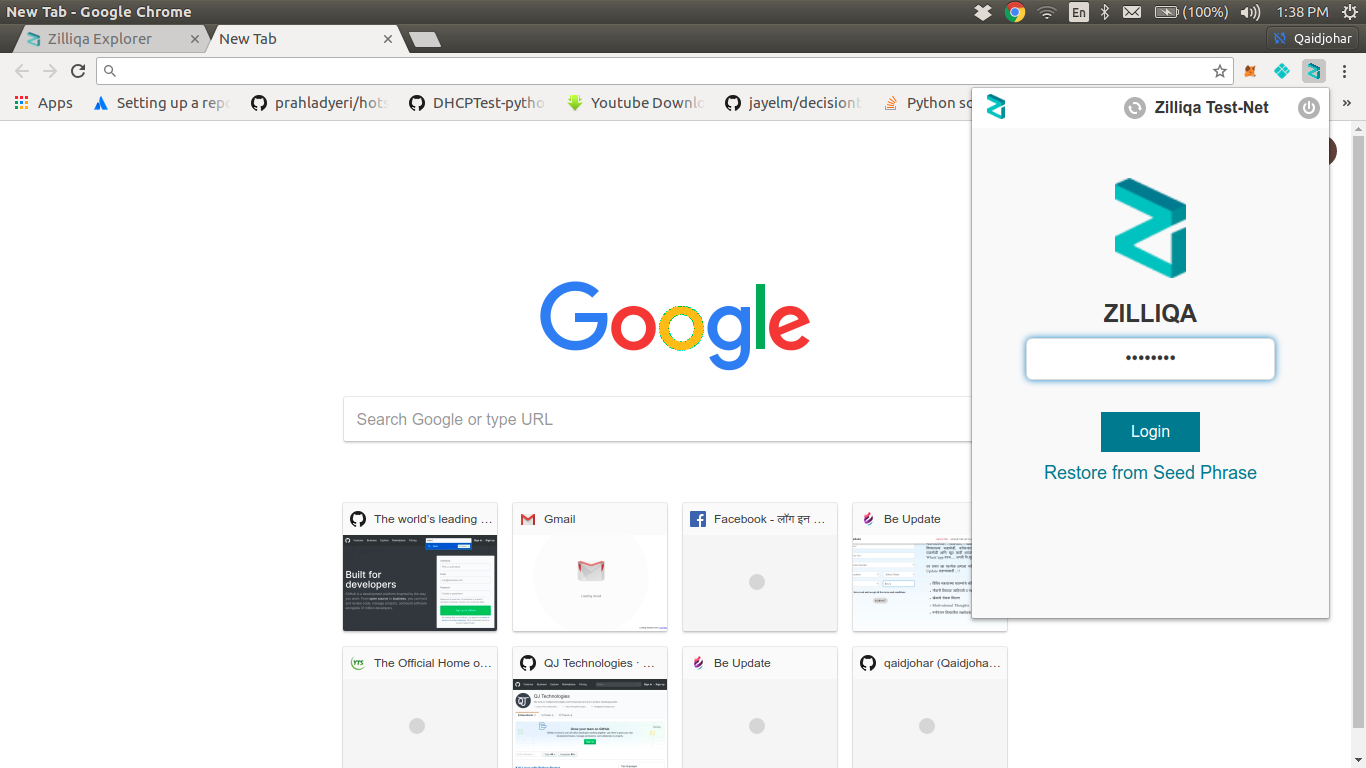 New Tab - Google Chrome
En
(100%)
1:38 PM
Zilliqa Explorer
New Tab
Qaidjohar
Apps
Setting up a repo
prahladyeri/hots
DHCPTest-pytho
Youtube Downlo
jayelm/decisiont
Python sc
»
Zilliqa Test-Net
Google
ZILLIQA
••••••••
Login
Restore from Seed Phrase
Search Google or type URL
The world's leading ...
Gmail
Facebook - लॉग इन ...
Be Update
Built for
developers
The Official Home o...
QJ Technologies · ...
Be Update
qaidjohar (Qaidjoha...
QJ Technologies